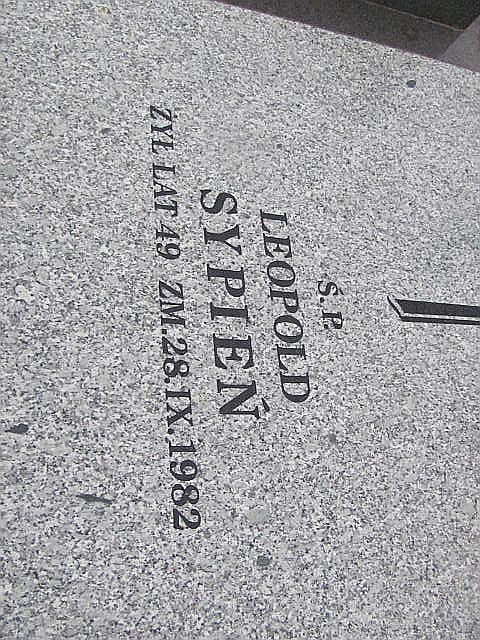 Ś.P.
LEOPOLD
SYPIEŃ
ŻYŁ LAT 49 ZM.28.IX.1982